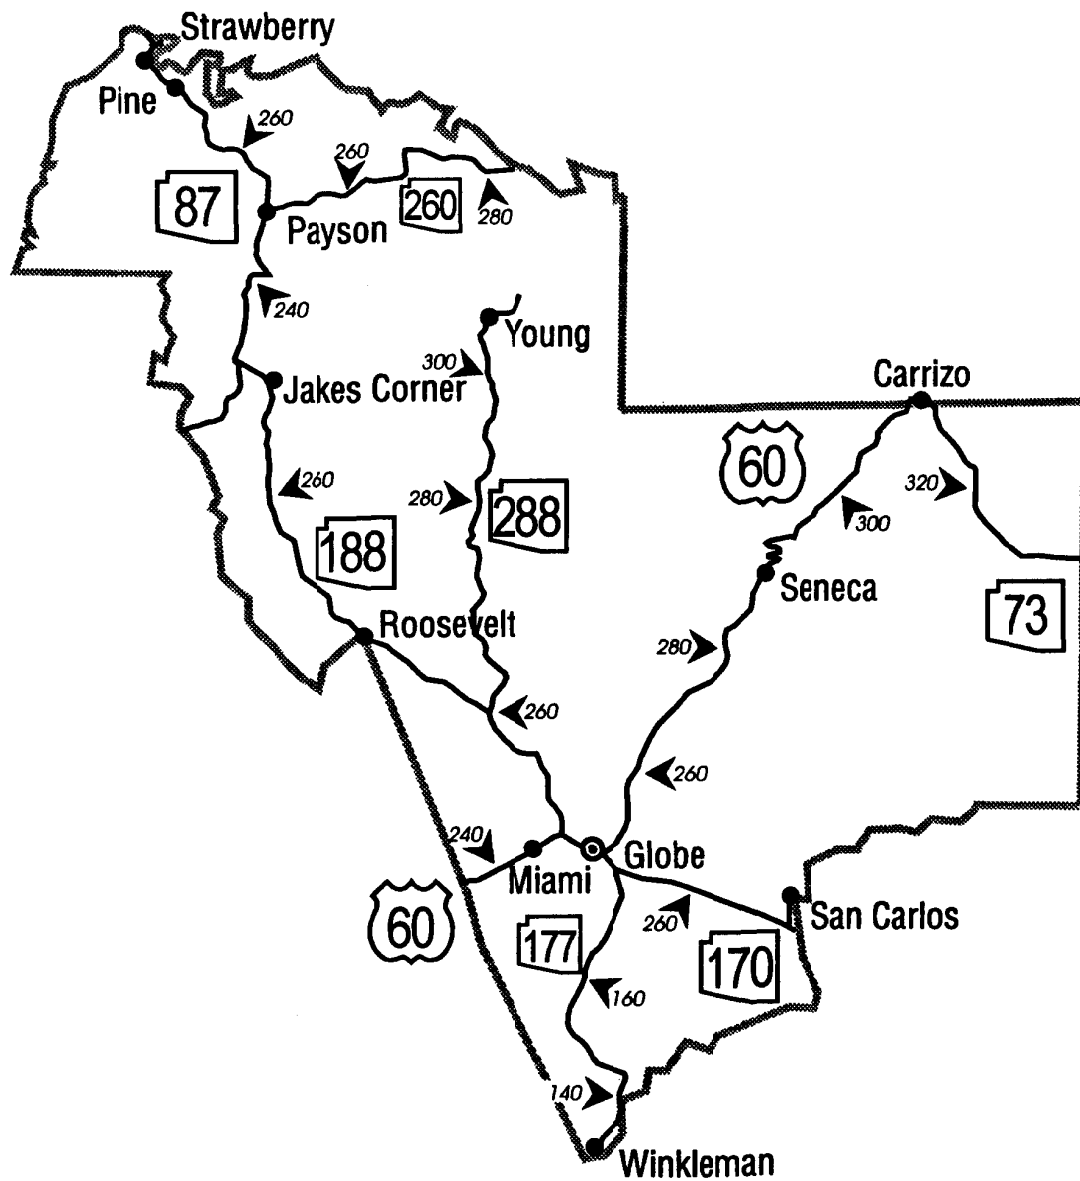 Strawberry
Pine
260
260
87
260
280
Payson
240
Young
300
Jakes Corner
Carrizo
60
260
280
288
320
300
188
Seneca
73
Roosevelt
280
260
260
240
Globe
Miami
60
260
San Carlos
177
170
160
140
Winkleman